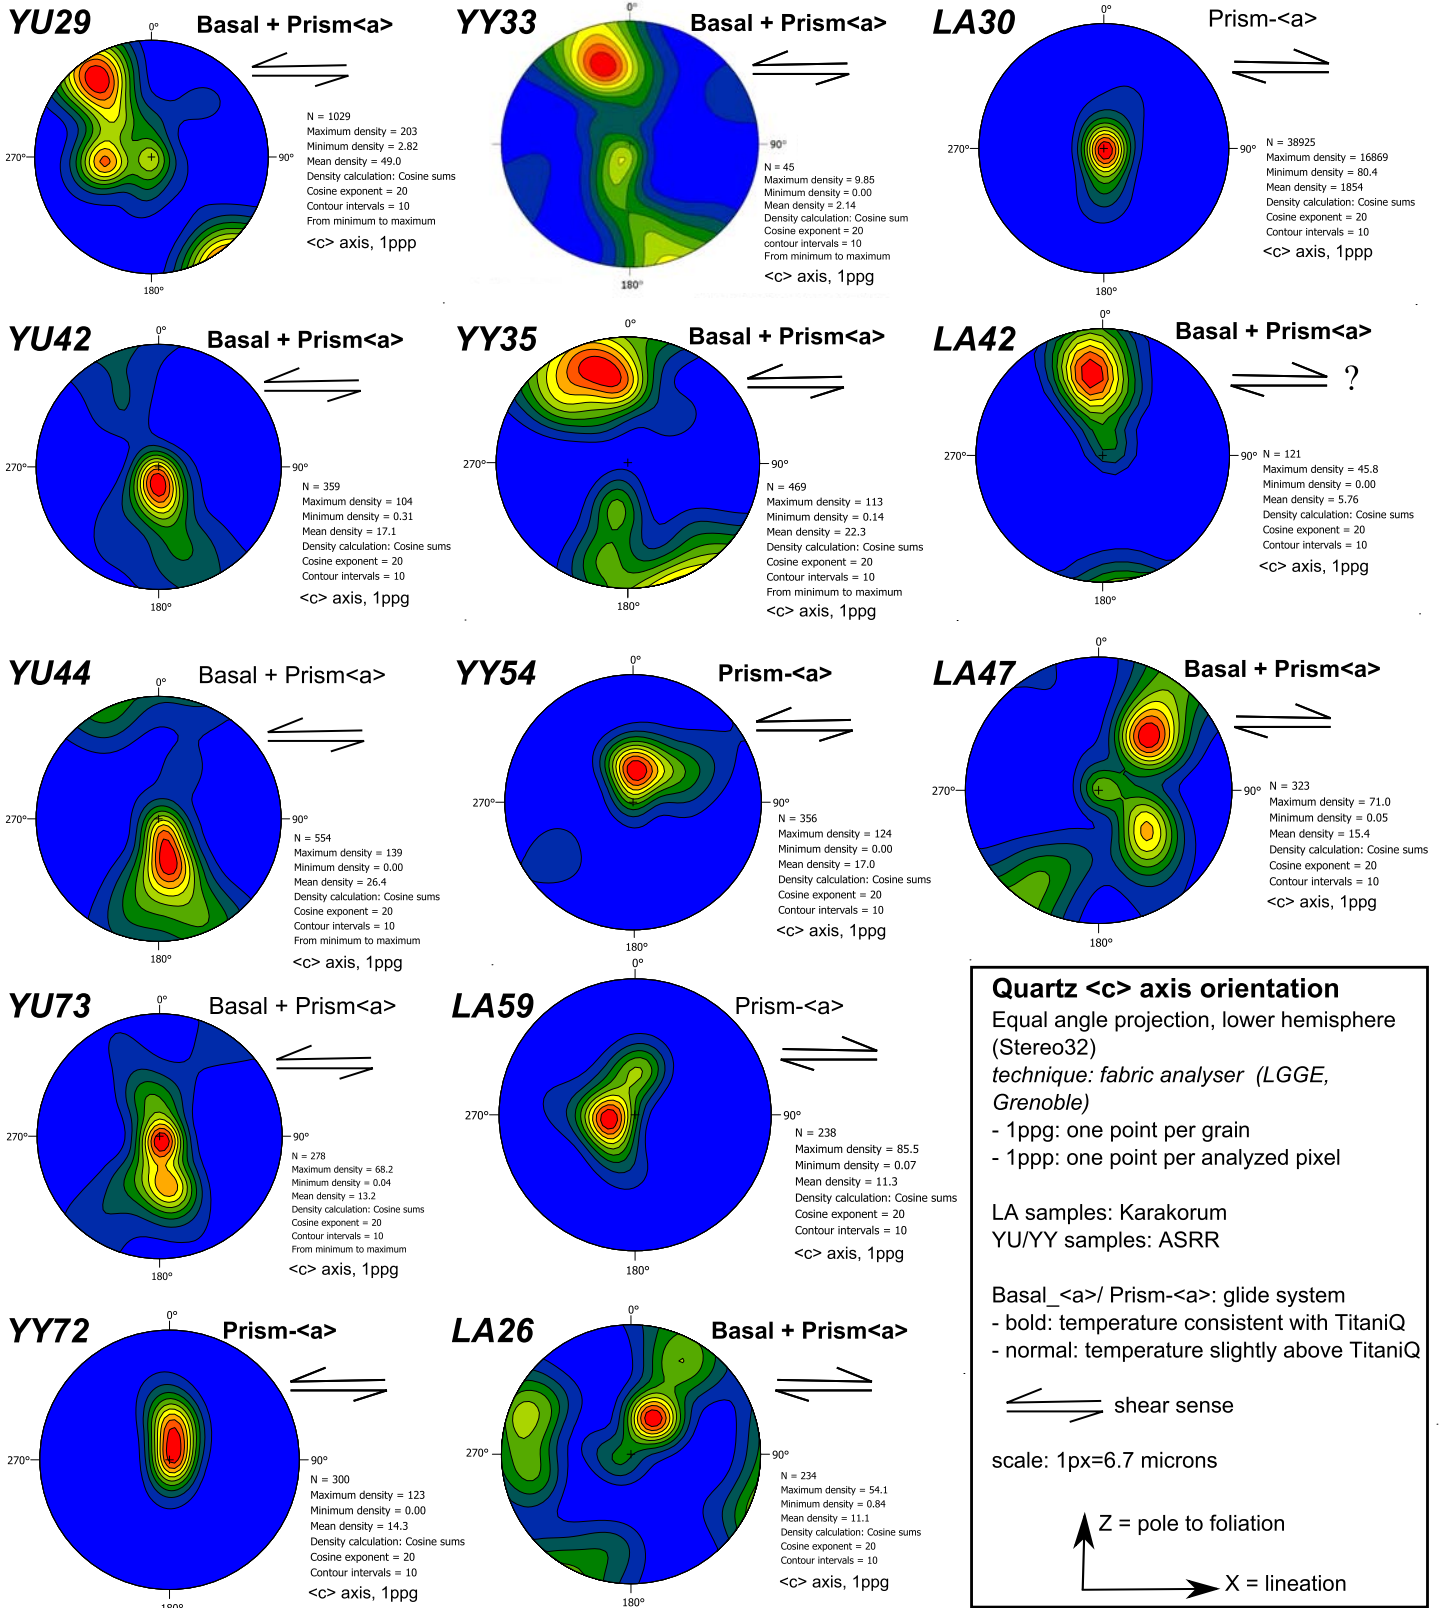 YU29
Basal + Prism<a>
0°
270°
90°
180°
N = 1029
Maximum density = 203
Minimum density = 2.82
Mean density = 49.0
Density calculation: Cosine sums
Cosine exponent = 20
Contour intervals = 10
From minimum to maximum
<c> axis, 1ppp
YY33
Basal + Prism<a>
0°
90°
180°
N = 45
Maximum density = 9.85
Minimum density = 0.00
Mean density = 2.14
Density calculation: Cosine sum
Cosine exponent = 20
contour intervals = 10
From minimum to maximum
<c> axis, 1ppg
LA30
Prism-<a>
0°
270°
90°
180°
N = 38925
Maximum density = 16869
Minimum density = 80.4
Mean density = 1854
Density calculation: Cosine sums
Cosine exponent = 20
Contour intervals = 10
<c> axis, 1ppp
YU42
Basal + Prism<a>
0°
270°
90°
180°
N = 359
Maximum density = 104
Minimum density = 0.31
Mean density = 17.1
Density calculation: Cosine sums
Cosine exponent = 20
Contour intervals = 10
<c> axis, 1ppg
YY35
Basal + Prism<a>
0°
270°
90°
180°
N = 469
Maximum density = 113
Minimum density = 0.14
Mean density = 22.3
Density calculation: Cosine sums
Cosine exponent = 20
Contour intervals = 10
From minimum to maximum
<c> axis, 1ppg
LA42
Basal + Prism<a>
?
0°
270°
90°
180°
N = 121
Maximum density = 45.8
Minimum density = 0.00
Mean density = 5.76
Density calculation: Cosine sums
Cosine exponent = 20
Contour intervals = 10
<c> axis, 1ppg
YU44
Basal + Prism<a>
0°
270°
90°
180°
N = 554
Maximum density = 139
Minimum density = 0.00
Mean density = 26.4
Density calculation: Cosine sums
Cosine exponent = 20
Contour intervals = 10
From minimum to maximum
<c> axis, 1ppg
YY54
Prism-<a>
0°
270°
90°
180°
N = 356
Maximum density = 124
Minimum density = 0.00
Mean density = 17.0
Density calculation: Cosine sums
Cosine exponent = 20
Contour intervals = 10
<c> axis, 1ppg
LA47
Basal + Prism<a>
0°
270°
90°
180°
N = 323
Maximum density = 71.0
Minimum density = 0.05
Mean density = 15.4
Density calculation: Cosine sums
Cosine exponent = 20
Contour intervals = 10
<c> axis, 1ppg
YU73
Basal + Prism<a>
0°
270°
90°
180°
N = 278
Maximum density = 68.2
Minimum density = 0.04
Mean density = 13.2
Density calculation: Cosine sums
Cosine exponent = 20
Contour intervals = 10
From minimum to maximum
<c> axis, 1ppg
LA59
Prism-<a>
0°
270°
90°
180°
N = 238
Maximum density = 85.5
Minimum density = 0.07
Mean density = 11.3
Density calculation: Cosine sums
Cosine exponent = 20
Contour intervals = 10
<c> axis, 1ppg
YY72
Prism-<a>
0°
270°
90°
180°
N = 300
Maximum density = 123
Minimum density = 0.00
Mean density = 14.3
Density calculation: Cosine sums
Cosine exponent = 20
Contour intervals = 10
<c> axis, 1ppg
LA26
Basal + Prism<a>
0°
270°
90°
180°
N = 234
Maximum density = 54.1
Minimum density = 0.84
Mean density = 11.1
Density calculation: Cosine sums
Cosine exponent = 20
Contour intervals = 10
<c> axis, 1ppg
Quartz <c> axis orientation
Equal angle projection, lower hemisphere
(Stereo32)
technique: fabric analyser (LGGE,
Grenoble)
- 1ppg: one point per grain
- 1ppp: one point per analyzed pixel
LA samples: Karakorum
YU/YY samples: ASRR
Basal_<a>/ Prism-<a>: glide system
- bold: temperature consistent with TitaniQ
- normal: temperature slightly above TitaniQ
shear sense
scale: 1px=6.7 microns
Z = pole to foliation
X = lineation